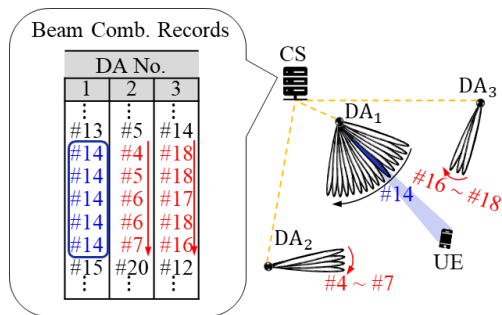 Beam Comb. Records
DA No.
1 2 3
⋮ ⋮ ⋮
#13 #5 #14
#14 #4 #18
#14 #5 #18
#14 #6 #17
#14 #6 #18
#14 #7 #16
#15 #20 #12
⋮ ⋮ ⋮
CS
DA₁
DA₃
#16 ~ #18
#14
DA₂
UE
#4 ~ #7